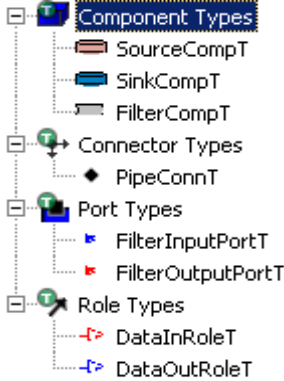 Component Types
SourceCompT
SinkCompT
FilterCompT
Connector Types
PipeConnT
Port Types
FilterInputPortT
FilterOutputPortT
Role Types
DataInRoleT
DataOutRoleT